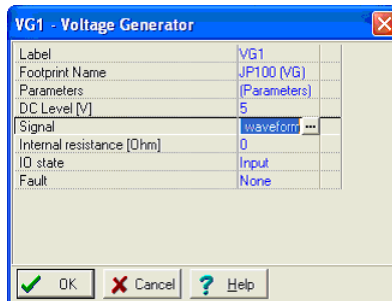 VG1 - Voltage Generator
Label VG1
Footprint Name JP100 (VG)
Parameters (Parameters)
DC Level [V] 5
Signal waveform ...
Internal resistance [Ohm] 0
IO state Input
Fault None
OK Cancel ? Help